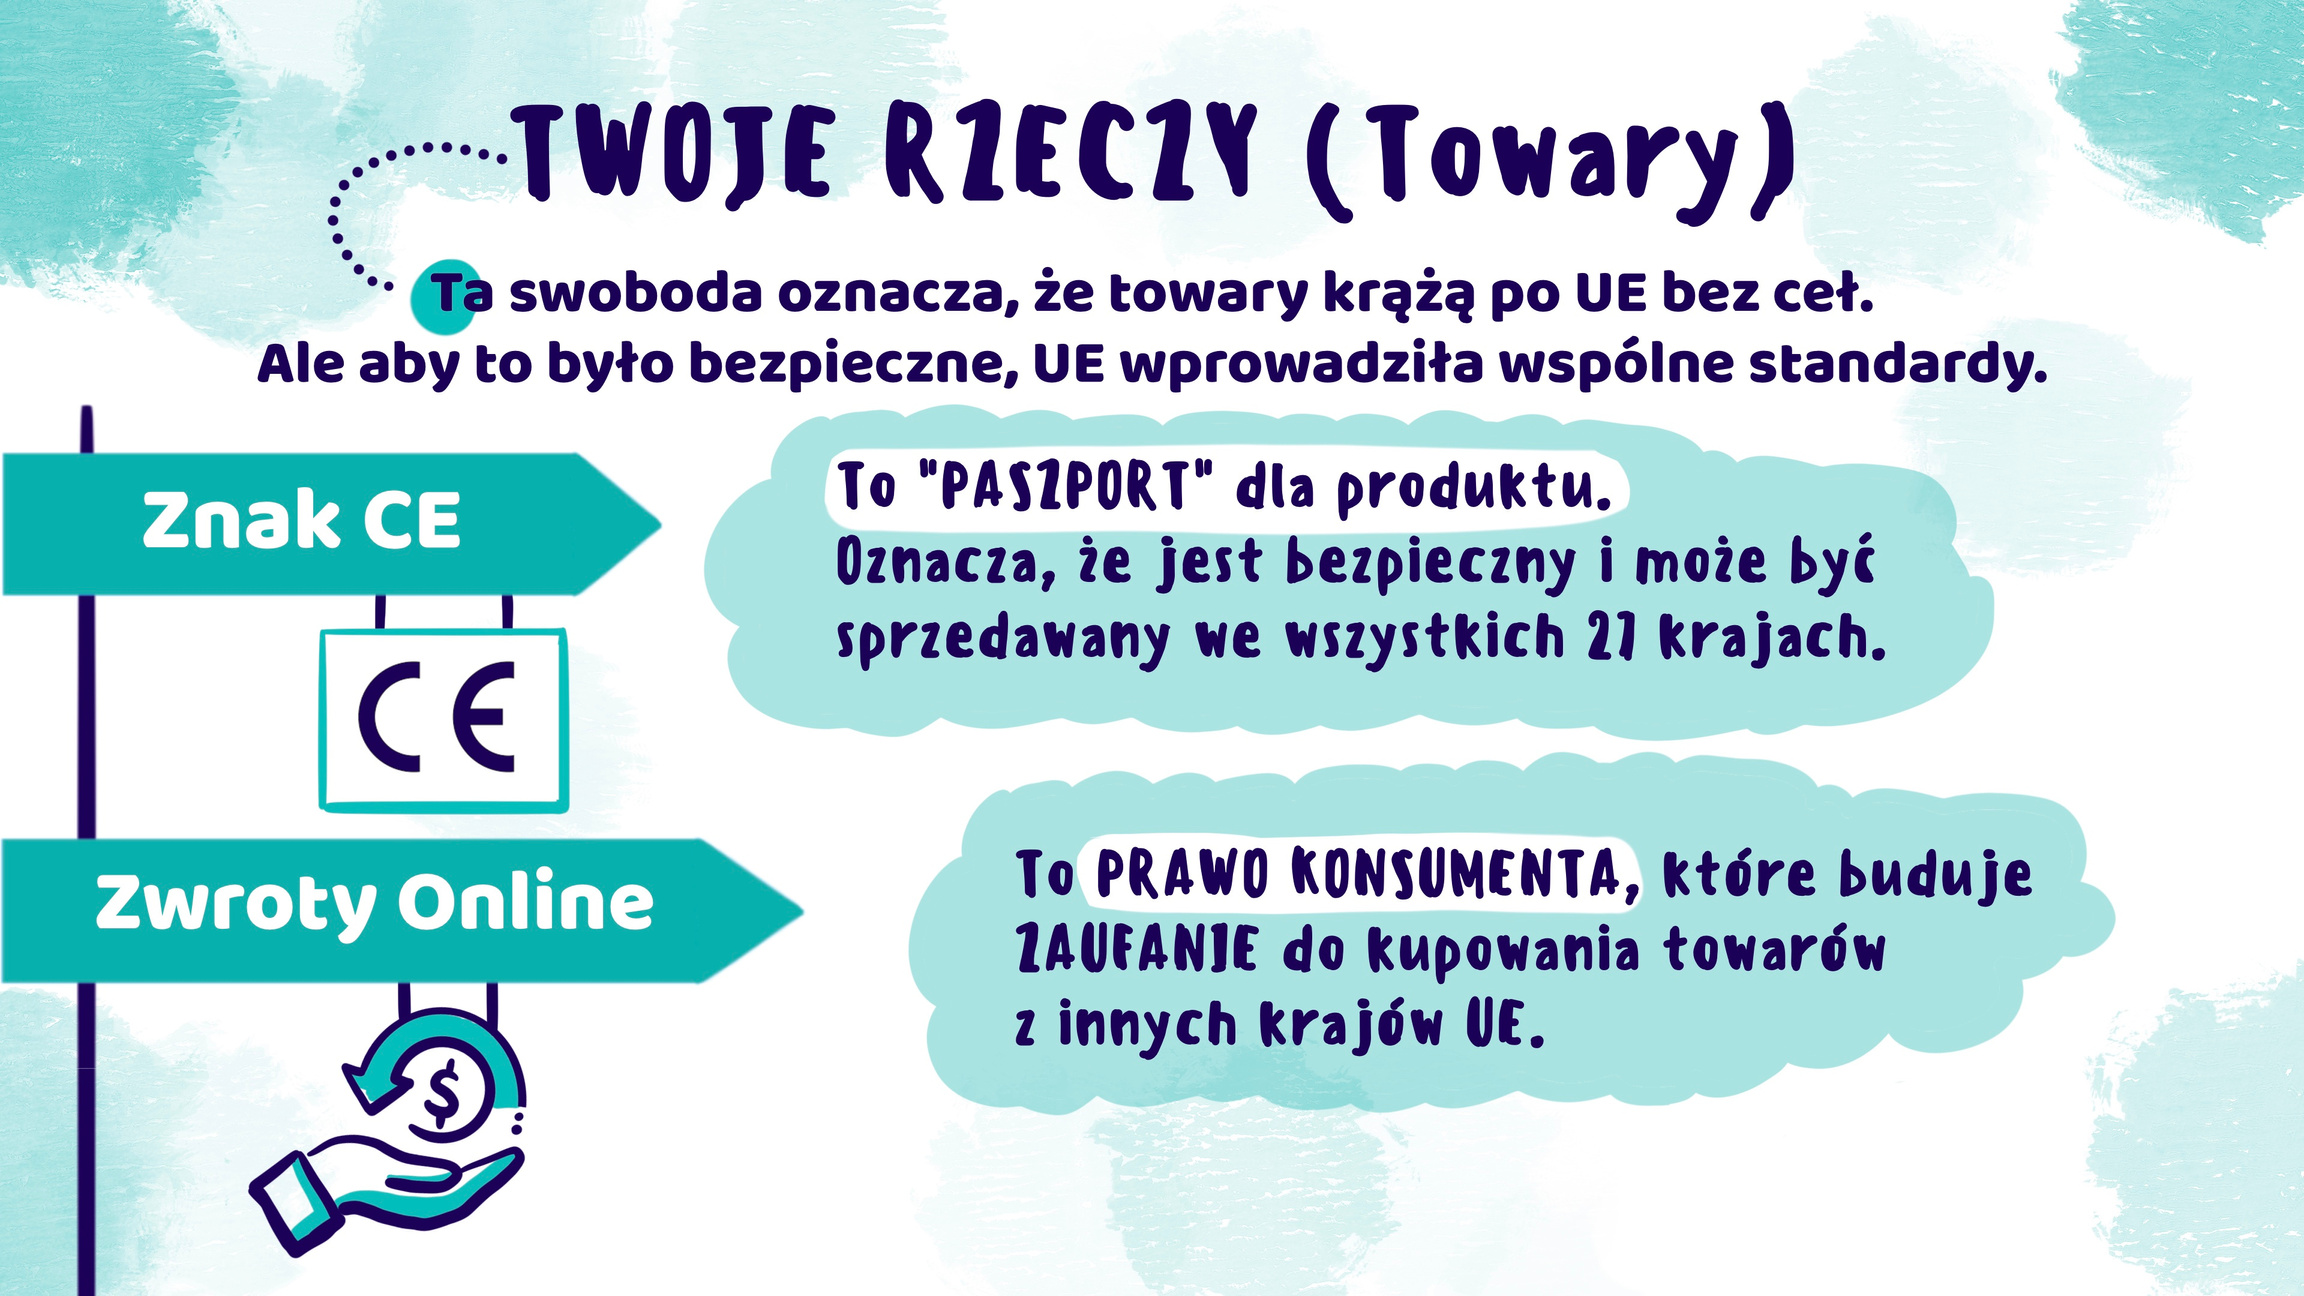 TWOJE RZECZY (Towary)
Ta swoboda oznacza, że towary krążą po UE bez ceł.
Ale aby to było bezpieczne, UE wprowadziła wspólne standardy.
Znak CE
To "PASZPORT" dla produktu.
Oznacza, że jest bezpieczny i może być
sprzedawany we wszystkich 27 krajach.
CE
Zwroty Online
To PRAWO KONSUMENTA, które buduje
ZAUFANIE do kupowania towarów
z innych krajów UE.
$